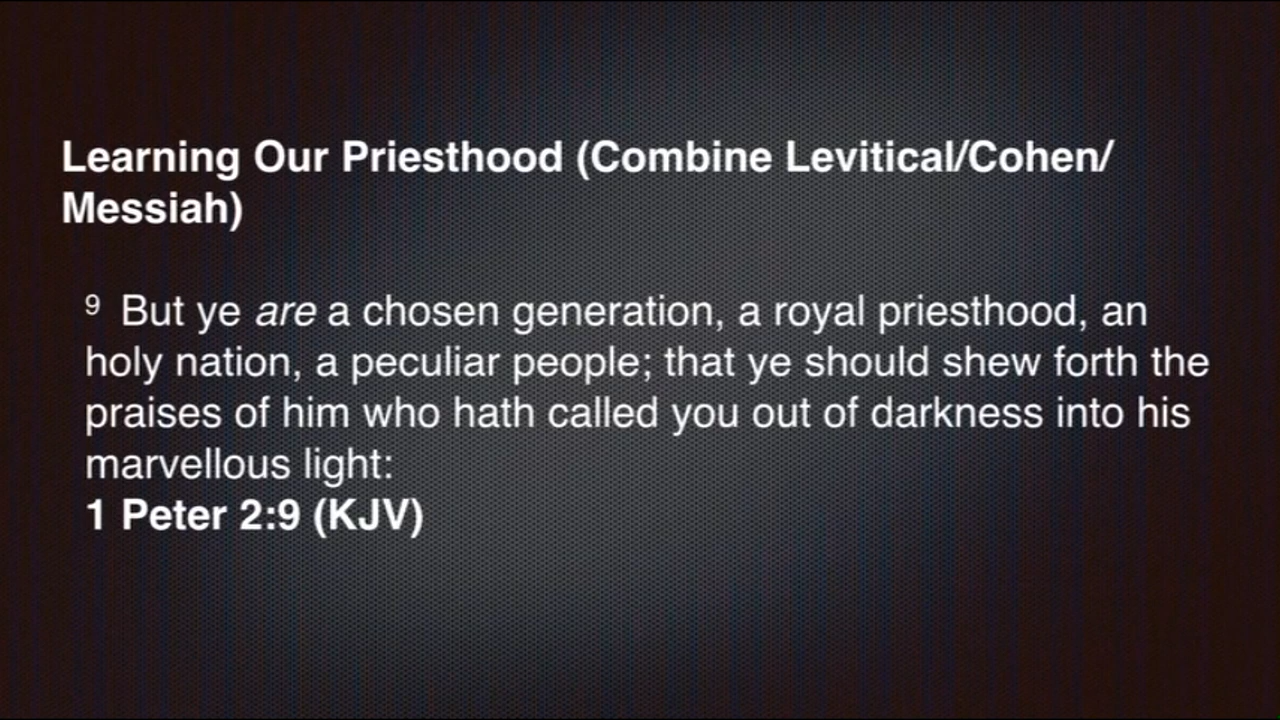 Learning Our Priesthood (Combine Levitical/Cohen/
Messiah)
9 But ye are a chosen generation, a royal priesthood, an
holy nation, a peculiar people; that ye should shew forth the
praises of him who hath called you out of darkness into his
marvellous light:
1 Peter 2:9 (KJV)